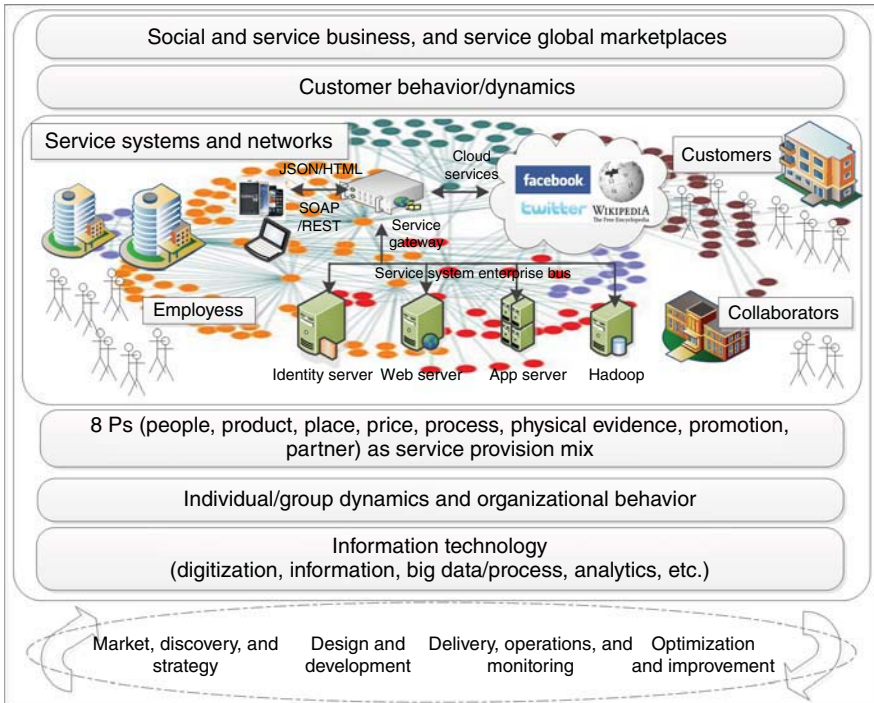 Social and service business, and service global marketplaces
Customer behavior/dynamics
Service systems and networks
JSON/HTML
SOAP
/REST
Service
gateway
Cloud
services
facebook
twitter
WIKIPEDIA
The Free Encyclopedia
Customers
Service system enterprise bus
Employess
Collaborators
Identity server
Web server
App server
Hadoop
8 Ps (people, product, place, price, process, physical evidence, promotion,
partner) as service provision mix
Individual/group dynamics and organizational behavior
Information technology
(digitization, information, big data/process, analytics, etc.)
Market, discovery, and
strategy
Design and
development
Delivery, operations, and
monitoring
Optimization
and improvement